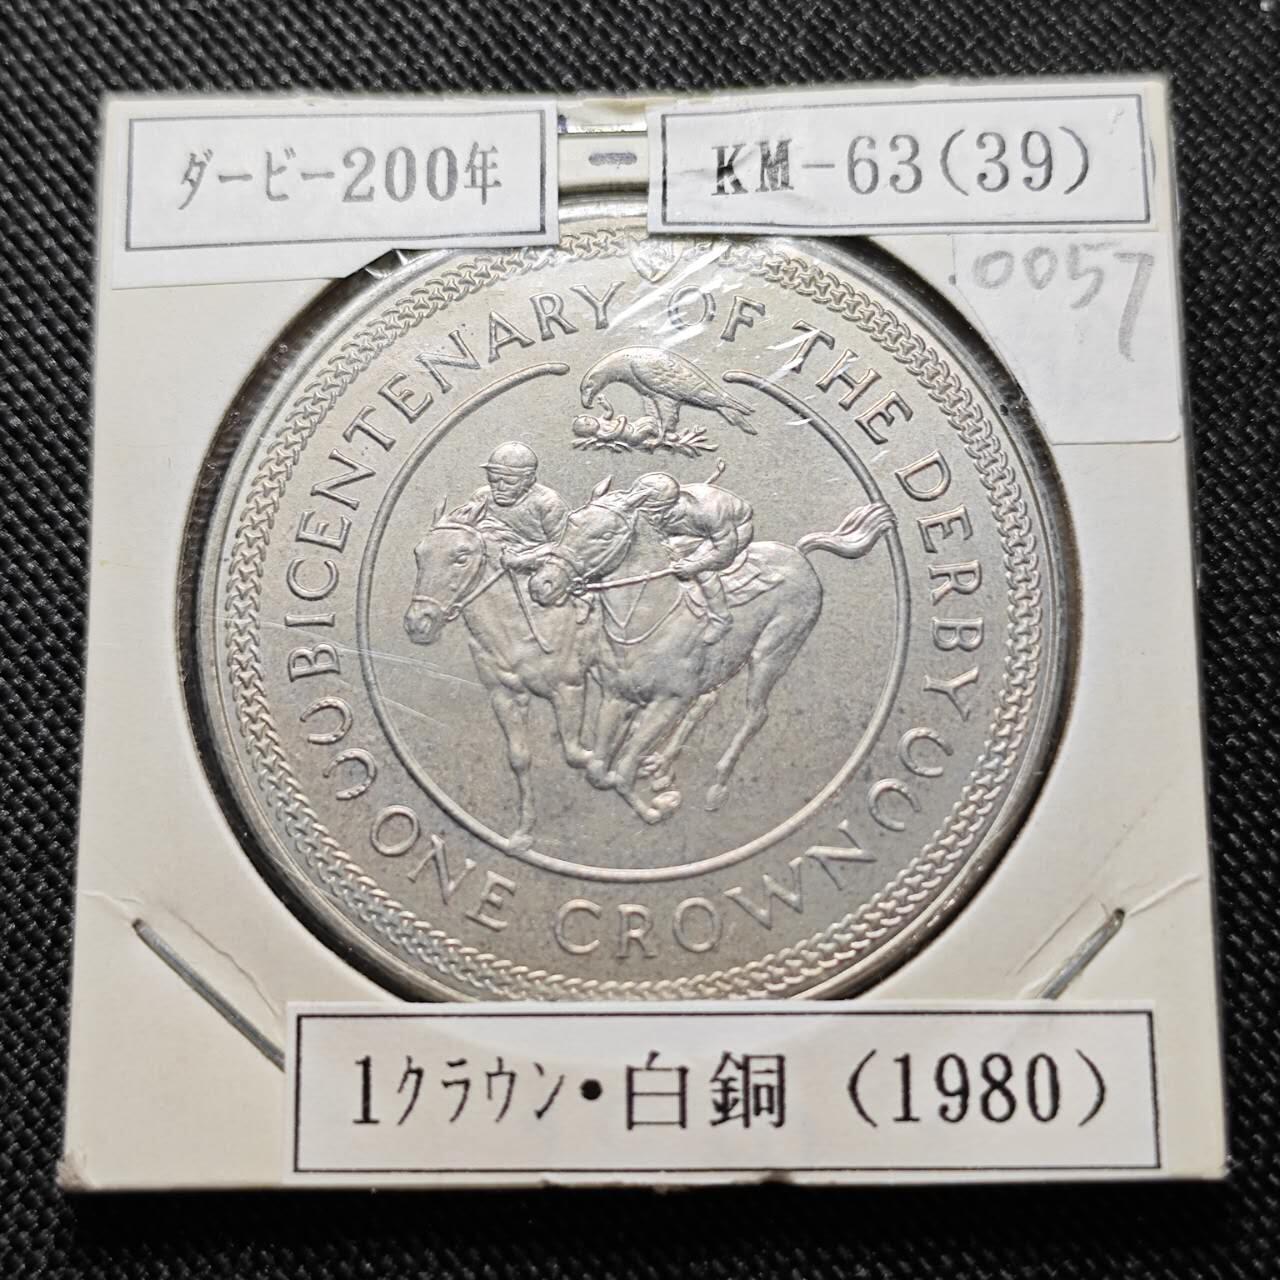 ダービー200年
KM-63(39)
0057
BICENTENARY OF THE DERBY
ONE CROWN
1クラウン・白銅(1980)